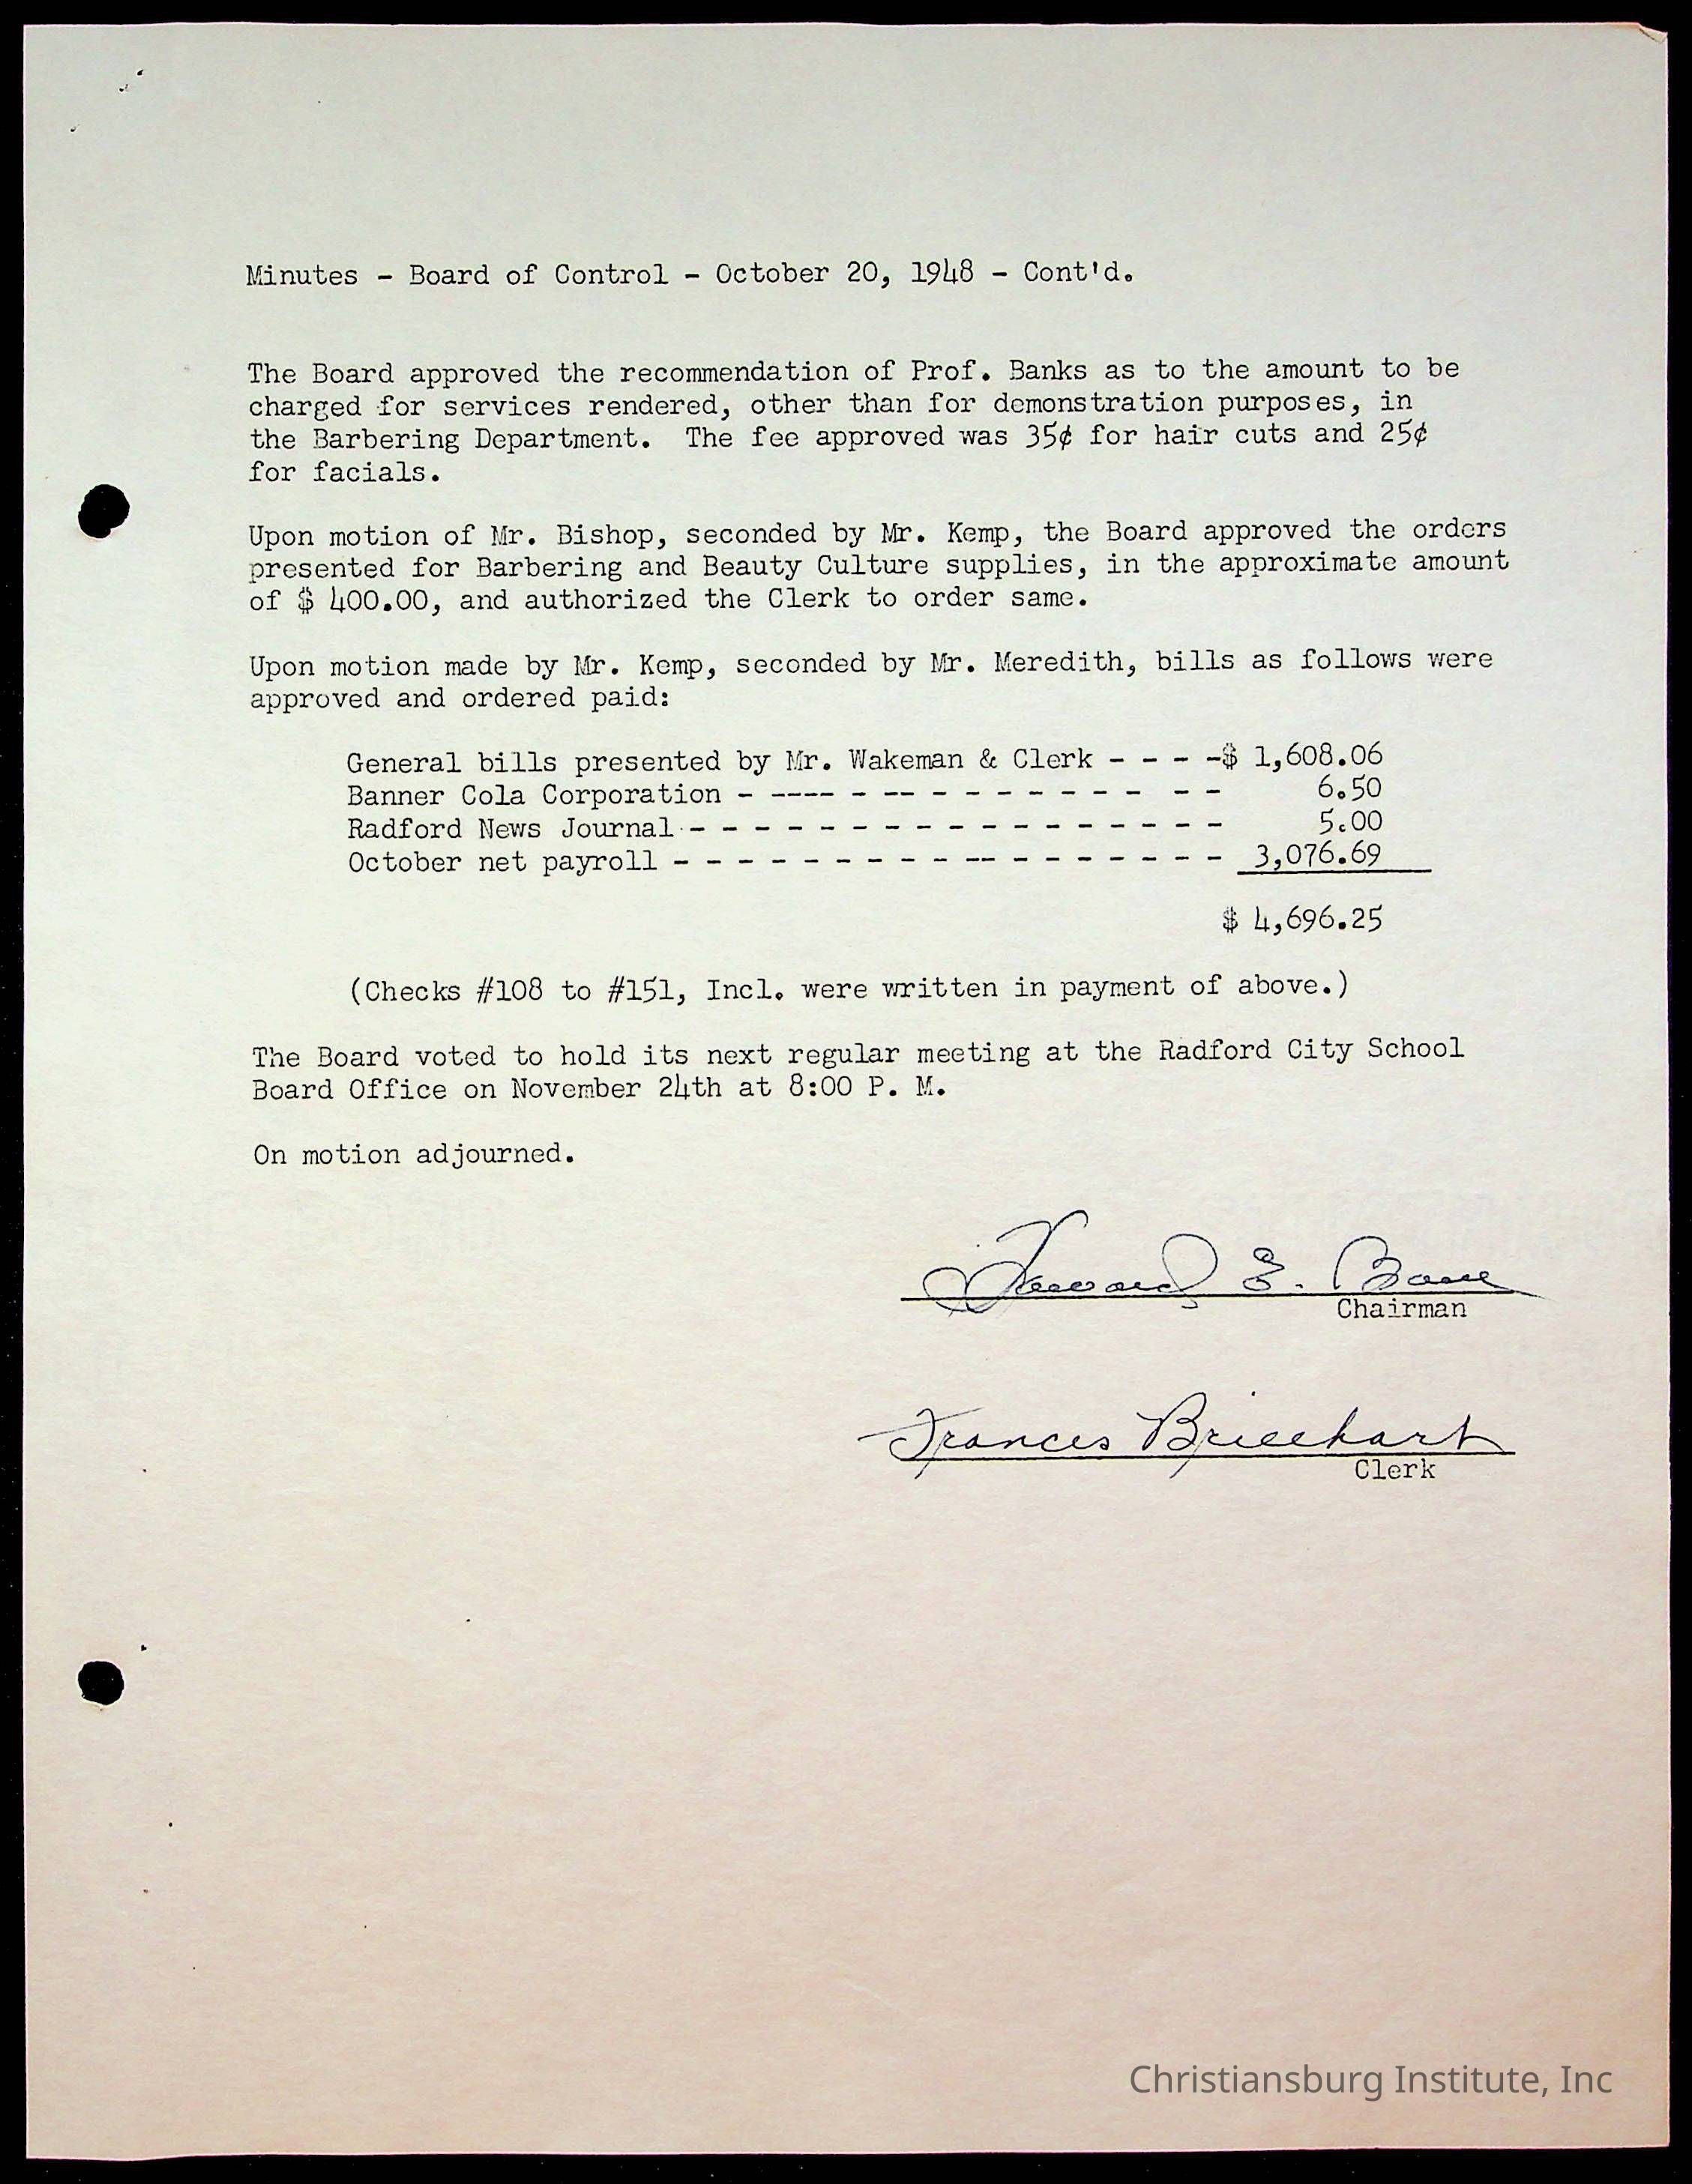 Minutes - Board of Control - October 20, 1948 - Cont'd.
The Board approved the recommendation of Prof. Banks as to the amount to be
charged for services rendered, other than for demonstration purposes, in
the Barbering Department. The fee approved was 35¢ for hair cuts and 25¢
for facials.
Upon motion of Mr. Bishop, seconded by Mr. Kemp, the Board approved the orders
presented for Barbering and Beauty Culture supplies, in the approximate amount
of $ 400.00, and authorized the Clerk to order same.
Upon motion made by Mr. Kemp, seconded by Mr. Meredith, bills as follows were
approved and ordered paid:
General bills presented by Mr. Wakeman & Clerk - - - -$ 1,608.06
Banner Cola Corporation - ---- - -- - - - - - - - - - - 6.50
Radford News Journal - - - - - - - - - - - - - - - - - 5.00
October net payroll - - - - - - - - - -- - - - - - - - 3,076.69
$ 4,696.25
(Checks #108 to #151, Incl. were written in payment of above.)
The Board voted to hold its next regular meeting at the Radford City School
Board Office on November 24th at 8:00 P. M.
On motion adjourned.
Howard E. Bane
Chairman
Frances
Clerk
Christiansburg Institute, Inc